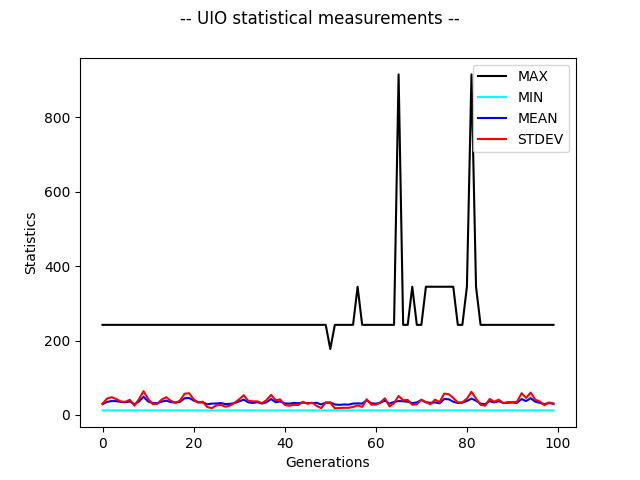 -- UIO statistical measurements --
MAX
MIN
MEAN
STDEV
800
600
400
200
0
Statistics
0 20 40 60 80 100
Generations